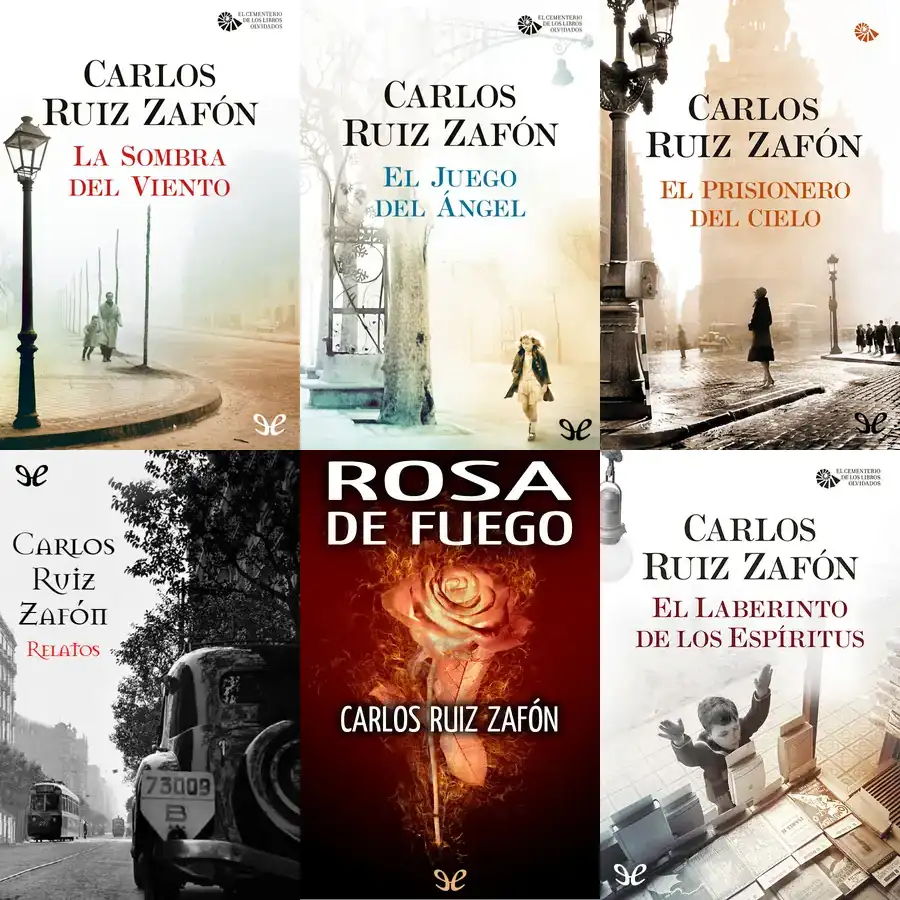 EL CEMENTERIO
DE LOS LIBROS
OLVIDADOS
CARLOS
RUIZ ZAFÓN
LA SOMBRA
DEL VIENTO
EL CEMENTERIO
DE LOS LIBROS
OLVIDADOS
CARLOS
RUIZ ZAFÓN
EL JUEGO
DEL ÁNGEL
CARLOS
RUIZ ZAFÓN
EL PRISIONERO
DEL CIELO
CARLOS
RUIZ
ZAFÓN
RELATOS
73009
B
ROSA
DE FUEGO
CARLOS RUIZ ZAFÓN
EL CEMENTERIO
DE LOS LIBROS
OLVIDADOS
CARLOS
RUIZ ZAFÓN
EL LABERINTO
DE LOS ESPÍRITUS